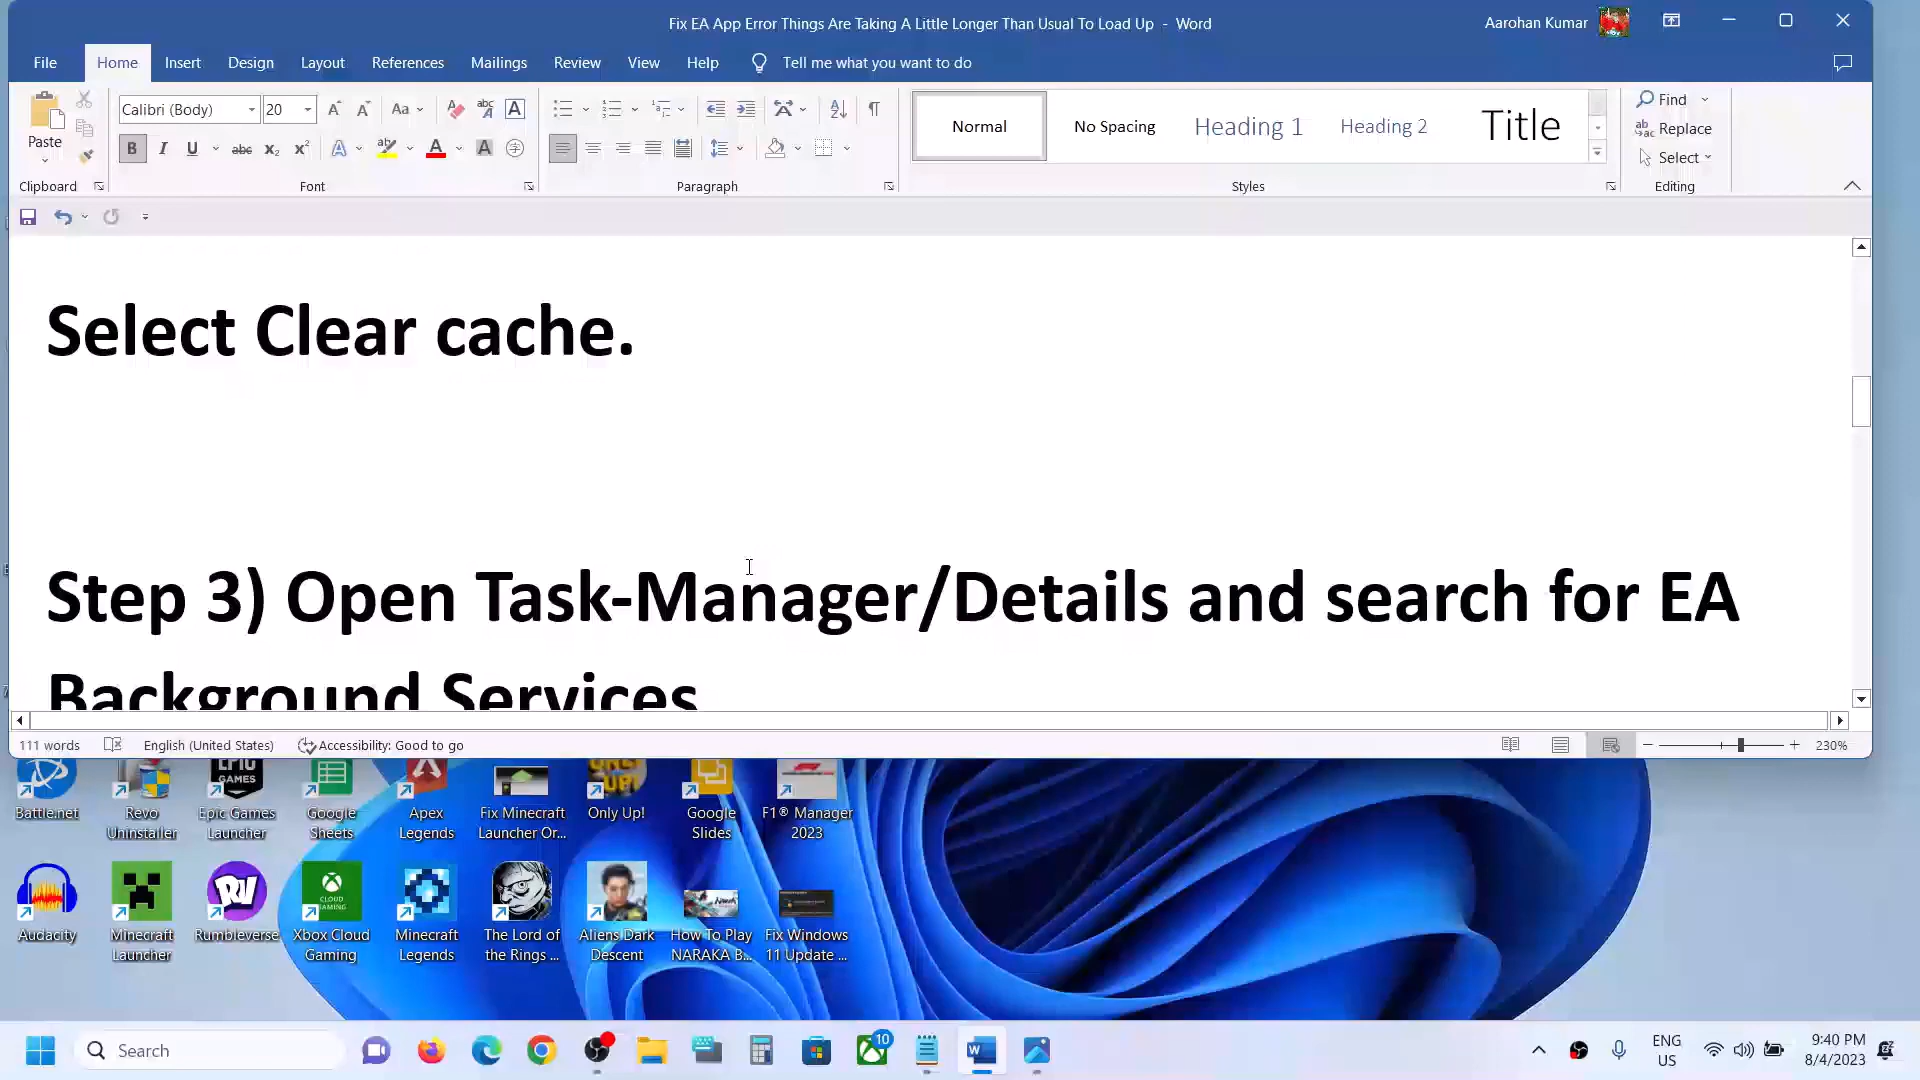 Fix EA App Error Things Are Taking A Little Longer Than Usual To Load Up - Word
Aarohan Kumar
File Home Insert Design Layout References Mailings Review View Help Tell me what you want to do
Calibri (Body) 20 Aa
Paste
Clipboard Font Paragraph Styles Editing
Normal No Spacing Heading 1 Heading 2 Title
Find
Replace
Select
Select Clear cache.
Step 3) Open Task-Manager/Details and search for EA
Background Services
111 words English (United States) Accessibility: Good to go 230%
Battle.net
Revo Uninstaller
Epic Games Launcher
Google Sheets
Apex Legends
Fix Minecraft Launcher Or...
Only Up!
Google Slides
F1® Manager 2023
Audacity
Minecraft Launcher
Rumbleverse
Xbox Cloud Gaming
Minecraft Legends
The Lord of the Rings ...
Aliens Dark Descent
How To Play NARAKA B...
Fix Windows 11 Update ...
Search
10
ENG
US
9:40 PM
8/4/2023